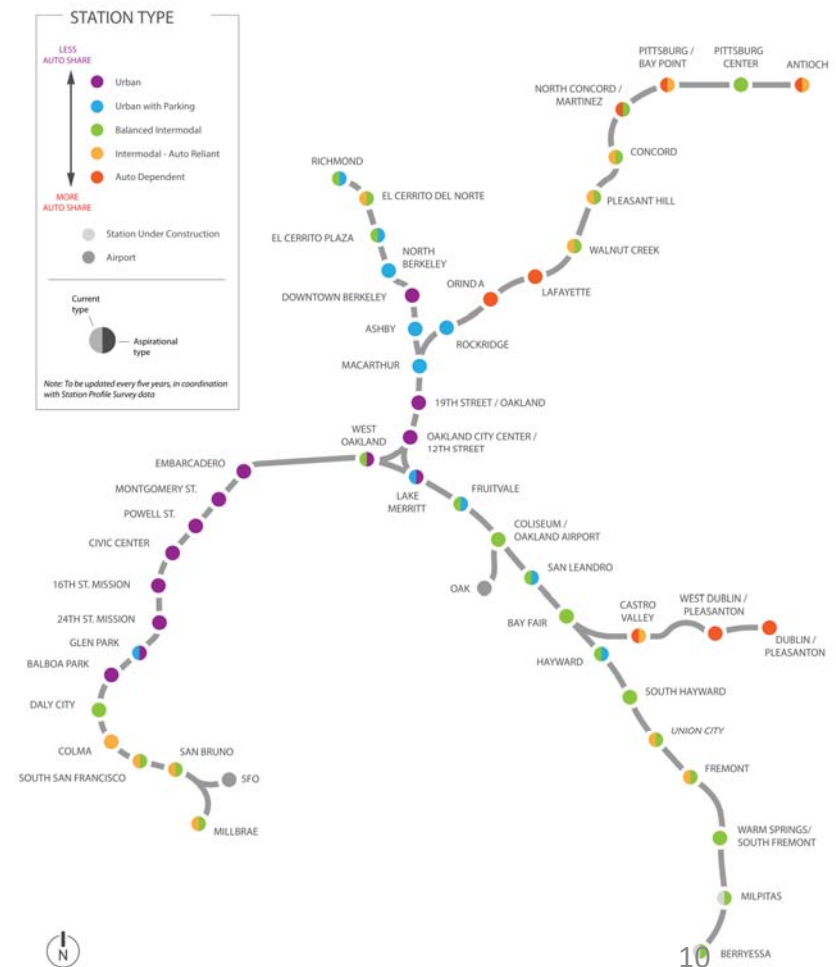 STATION TYPE
LESS
AUTO SHARE
Urban
Urban with Parking
Balanced Intermodal
Intermodal - Auto Reliant
Auto Dependent
MORE
AUTO SHARE
Station Under Construction
Airport
Current
type
Aspirational
type
Note: To be updated every five years, in coordination
with Station Profile Survey data
PITTSBURG /
BAY POINT
PITTSBURG
CENTER
ANTIOCH
NORTH CONCORD /
MARTINEZ
CONCORD
PLEASANT HILL
WALNUT CREEK
LAFAYETTE
ORINDA
ROCKRIDGE
RICHMOND
EL CERRITO DEL NORTE
EL CERRITO PLAZA
NORTH
BERKELEY
DOWNTOWN BERKELEY
ASHBY
MACARTHUR
19TH STREET / OAKLAND
OAKLAND CITY CENTER /
12TH STREET
WEST
OAKLAND
LAKE
MERRITT
EMBARCADERO
MONTGOMERY ST.
POWELL ST.
CIVIC CENTER
16TH ST. MISSION
24TH ST. MISSION
GLEN PARK
BALBOA PARK
DALY CITY
COLMA
SOUTH SAN FRANCISCO
SAN BRUNO
SFO
MILLBRAE
FRUITVALE
COLISEUM /
OAKLAND AIRPORT
OAK
SAN LEANDRO
BAY FAIR
CASTRO
VALLEY
WEST DUBLIN /
PLEASANTON
DUBLIN /
PLEASANTON
HAYWARD
SOUTH HAYWARD
UNION CITY
FREMONT
WARM SPRINGS/
SOUTH FREMONT
MILPITAS
BERRYESSA
N
10